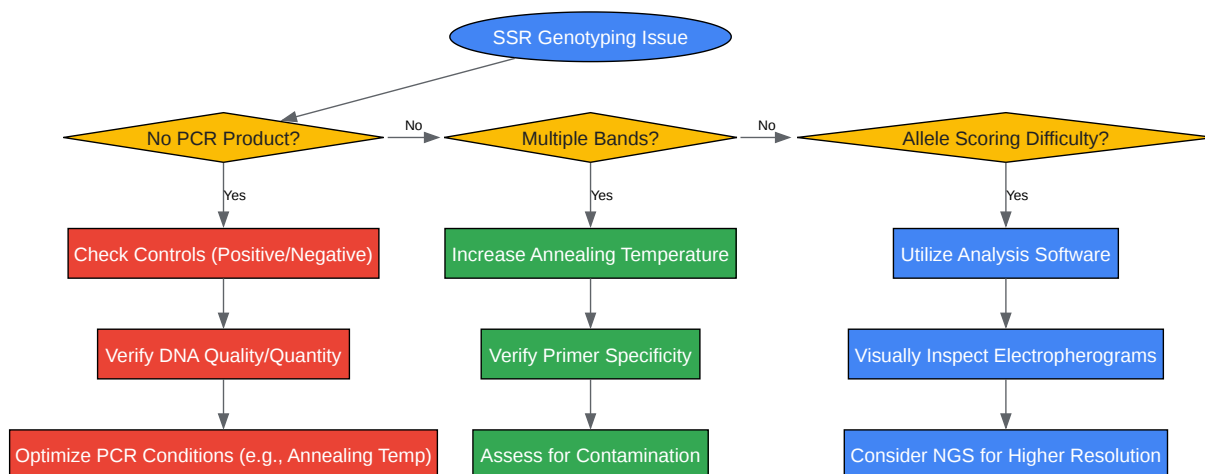 SSR Genotyping Issue
No PCR Product?
No
Multiple Bands?
No
Allele Scoring Difficulty?
Yes
Yes
Yes
Check Controls (Positive/Negative)
Increase Annealing Temperature
Utilize Analysis Software
Verify DNA Quality/Quantity
Verify Primer Specificity
Visually Inspect Electropherograms
Optimize PCR Conditions (e.g., Annealing Temp)
Assess for Contamination
Consider NGS for Higher Resolution